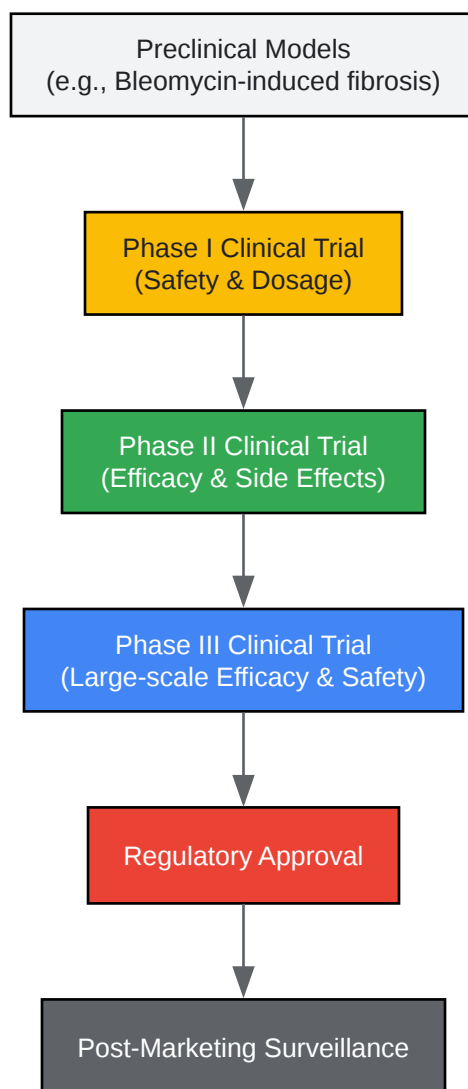 Preclinical Models
(e.g., Bleomycin-induced fibrosis)
Phase I Clinical Trial
(Safety & Dosage)
Phase II Clinical Trial
(Efficacy & Side Effects)
Phase III Clinical Trial
(Large-scale Efficacy & Safety)
Regulatory Approval
Post-Marketing Surveillance